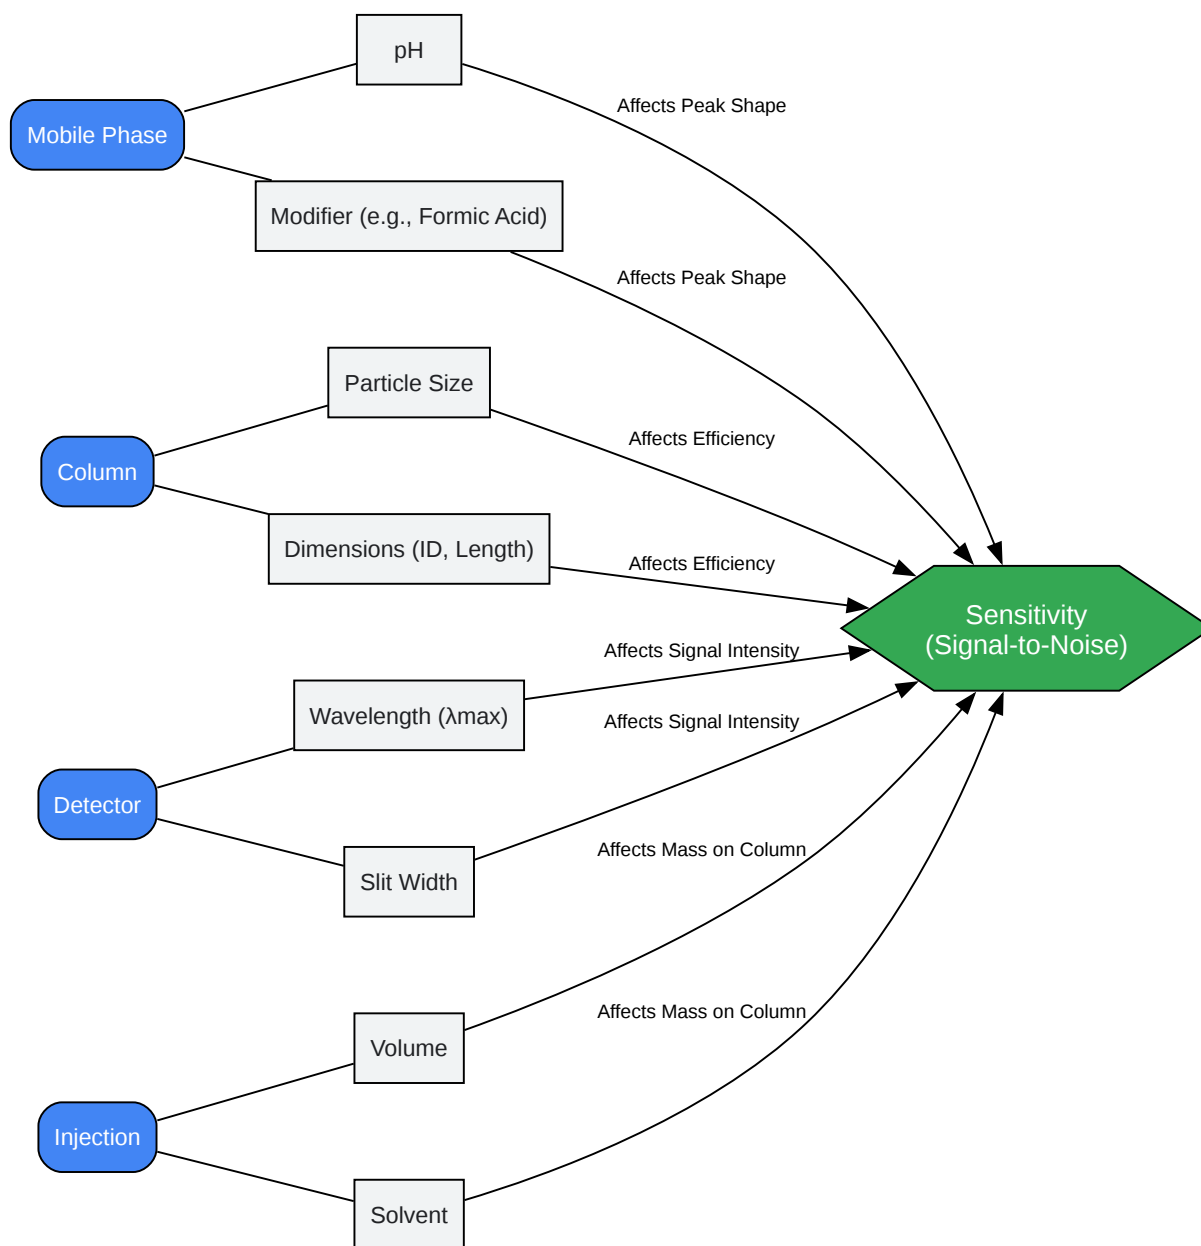 pH
Affects Peak Shape
Mobile Phase
Modifier (e.g., Formic Acid)
Affects Peak Shape
Particle Size
Affects Efficiency
Column
Dimensions (ID, Length)
Affects Efficiency
Sensitivity
(Signal-to-Noise)
Affects Signal Intensity
Wavelength (λmax)
Affects Signal Intensity
Detector
Slit Width
Affects Mass on Column
Volume
Affects Mass on Column
Injection
Solvent